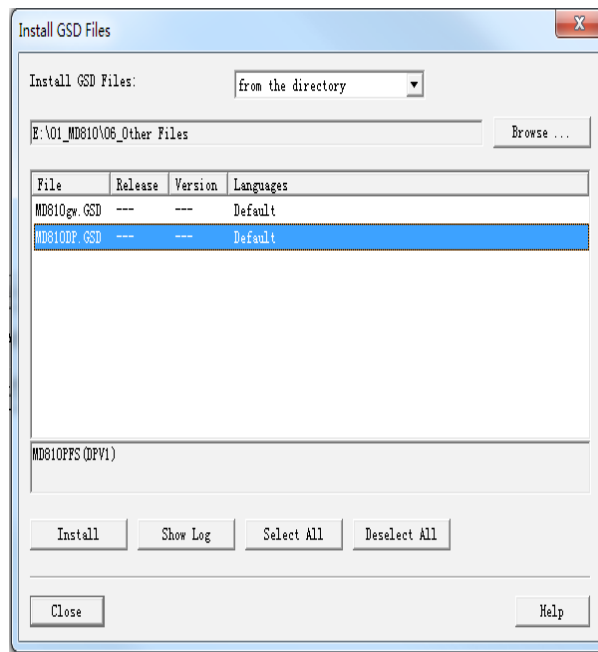 Install GSD Files
X
Install GSD Files: from the directory
E:\01_MD810\06_Other Files Browse ...
File Release Version Languages
MD810gw.GSD --- --- Default
MD810DP.GSD --- --- Default
MD810PFS(DPV1)
Install Show Log Select All Deselect All
Close Help